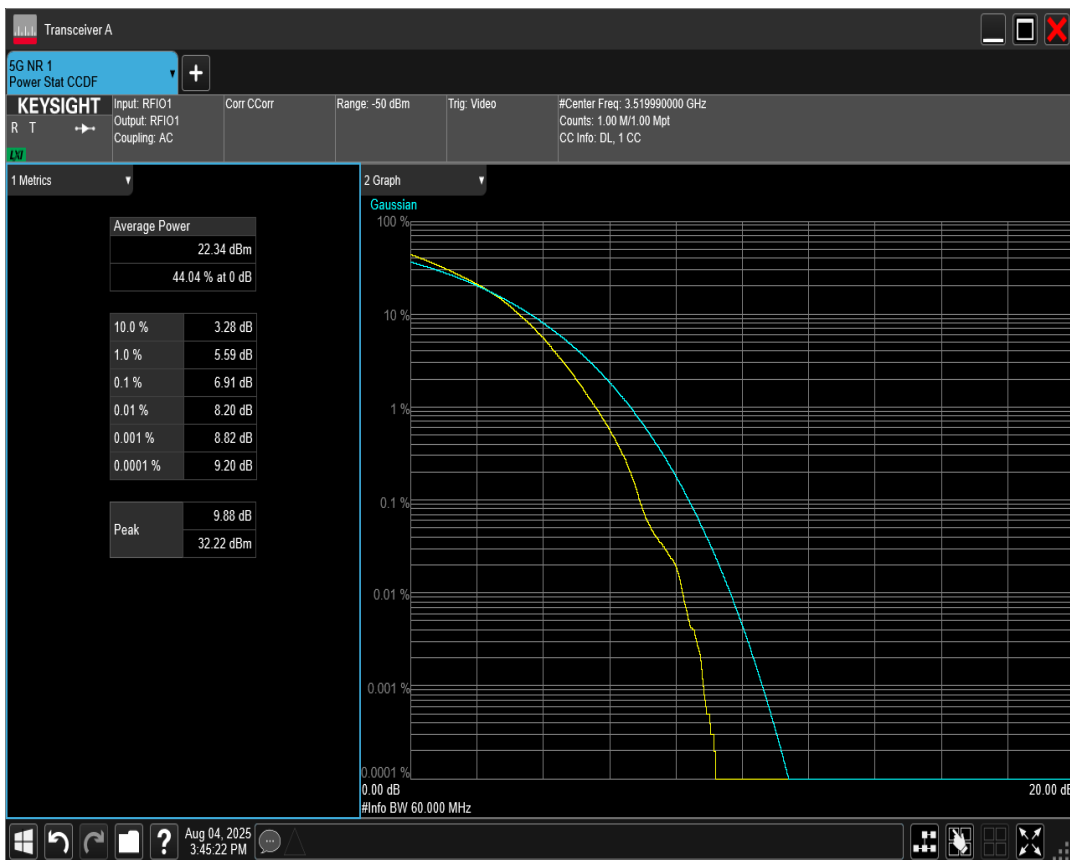 Transceiver A
5G NR 1
Power Stat CCDF
KEYSIGHT
R T
LXI
Input: RFIO1
Output: RFIO1
Coupling: AC
Corr CCorr
Range: -50 dBm
Trig: Video
#Center Freq: 3.519990000 GHz
Counts: 1.00 M/1.00 Mpt
CC Info: DL, 1 CC
1 Metrics
Average Power
22.34 dBm
44.04 % at 0 dB
10.0 % 3.28 dB
1.0 % 5.59 dB
0.1 % 6.91 dB
0.01 % 8.20 dB
0.001 % 8.82 dB
0.0001 % 9.20 dB
Peak
9.88 dB
32.22 dBm
2 Graph
Gaussian
100 %
10 %
1 %
0.1 %
0.01 %
0.001 %
0.0001 %
0.00 dB 20.00 dB
#Info BW 60.000 MHz
?
Aug 04, 2025
3:45:22 PM